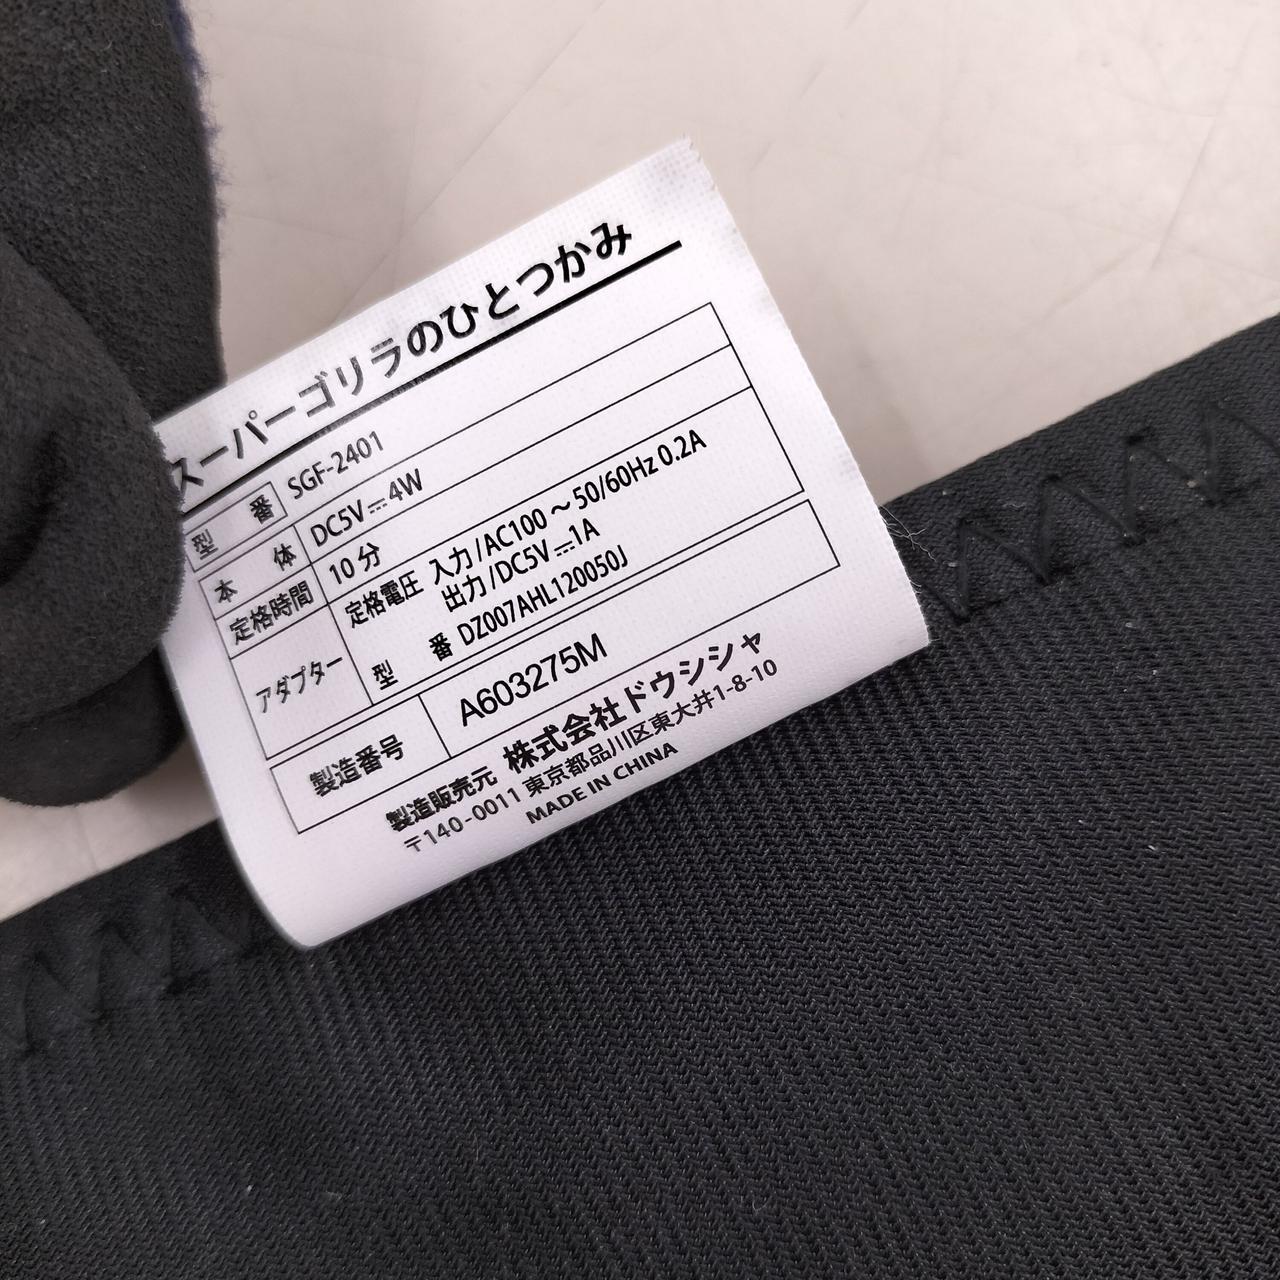 スーパーゴリラのひとつかみ
型番 SGF-2401
本体 DC5V⎓4W
定格時間 10分
アダプター 定格電圧 入力/AC100～50/60Hz 0.2A
出力/DC5V⎓1A
型番 DZ007AHL120050J
製造番号 A603275M
製造販売元 株式会社ドウシシャ
〒140-0011 東京都品川区東大井1-8-10
MADE IN CHINA